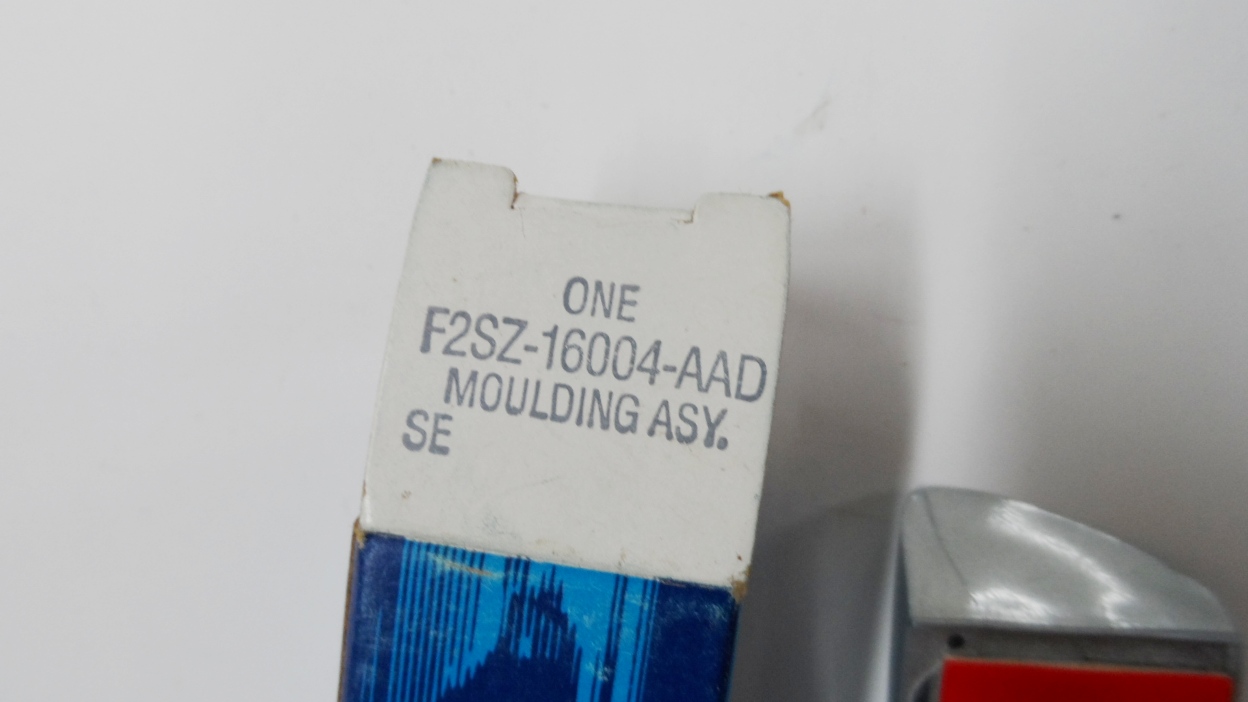 ONE
F2SZ-16004-AAD
MOULDING ASY.
SE